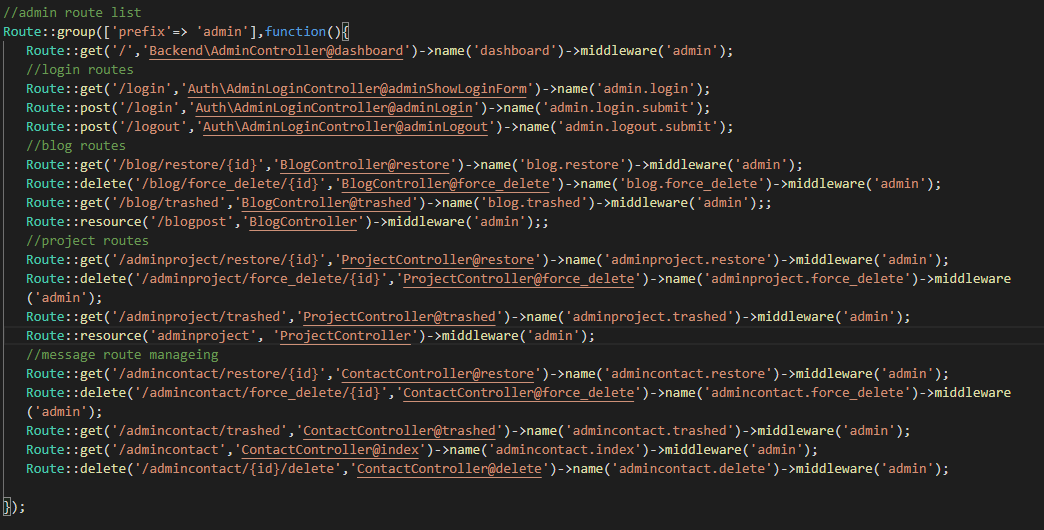 //admin route list
Route::group(['prefix'=> 'admin'],function(){
Route::get('/','Backend\AdminController@dashboard')->name('dashboard')->middleware('admin');
//login routes
Route::get('/login','Auth\AdminLoginController@adminShowLoginForm')->name('admin.login');
Route::post('/login','Auth\AdminLoginController@adminLogin')->name('admin.login.submit');
Route::post('/logout','Auth\AdminLoginController@adminLogout')->name('admin.logout.submit');
//blog routes
Route::get('/blog/restore/{id}','BlogController@restore')->name('blog.restore')->middleware('admin');
Route::delete('/blog/force_delete/{id}','BlogController@force_delete')->name('blog.force_delete')->middleware('admin');
Route::get('/blog/trashed','BlogController@trashed')->name('blog.trashed')->middleware('admin');;
Route::resource('/blogpost','BlogController')->middleware('admin');;
//project routes
Route::get('/adminproject/restore/{id}','ProjectController@restore')->name('adminproject.restore')->middleware('admin');
Route::delete('/adminproject/force_delete/{id}','ProjectController@force_delete')->name('adminproject.force_delete')->middleware
('admin');
Route::get('/adminproject/trashed','ProjectController@trashed')->name('adminproject.trashed')->middleware('admin');
Route::resource('adminproject', 'ProjectController')->middleware('admin');
//message route manageing
Route::get('/admincontact/restore/{id}','ContactController@restore')->name('admincontact.restore')->middleware('admin');
Route::delete('/admincontact/force_delete/{id}','ContactController@force_delete')->name('admincontact.force_delete')->middleware
('admin');
Route::get('/admincontact/trashed','ContactController@trashed')->name('admincontact.trashed')->middleware('admin');
Route::get('/admincontact','ContactController@index')->name('admincontact.index')->middleware('admin');
Route::delete('/admincontact/{id}/delete','ContactController@delete')->name('admincontact.delete')->middleware('admin');
});